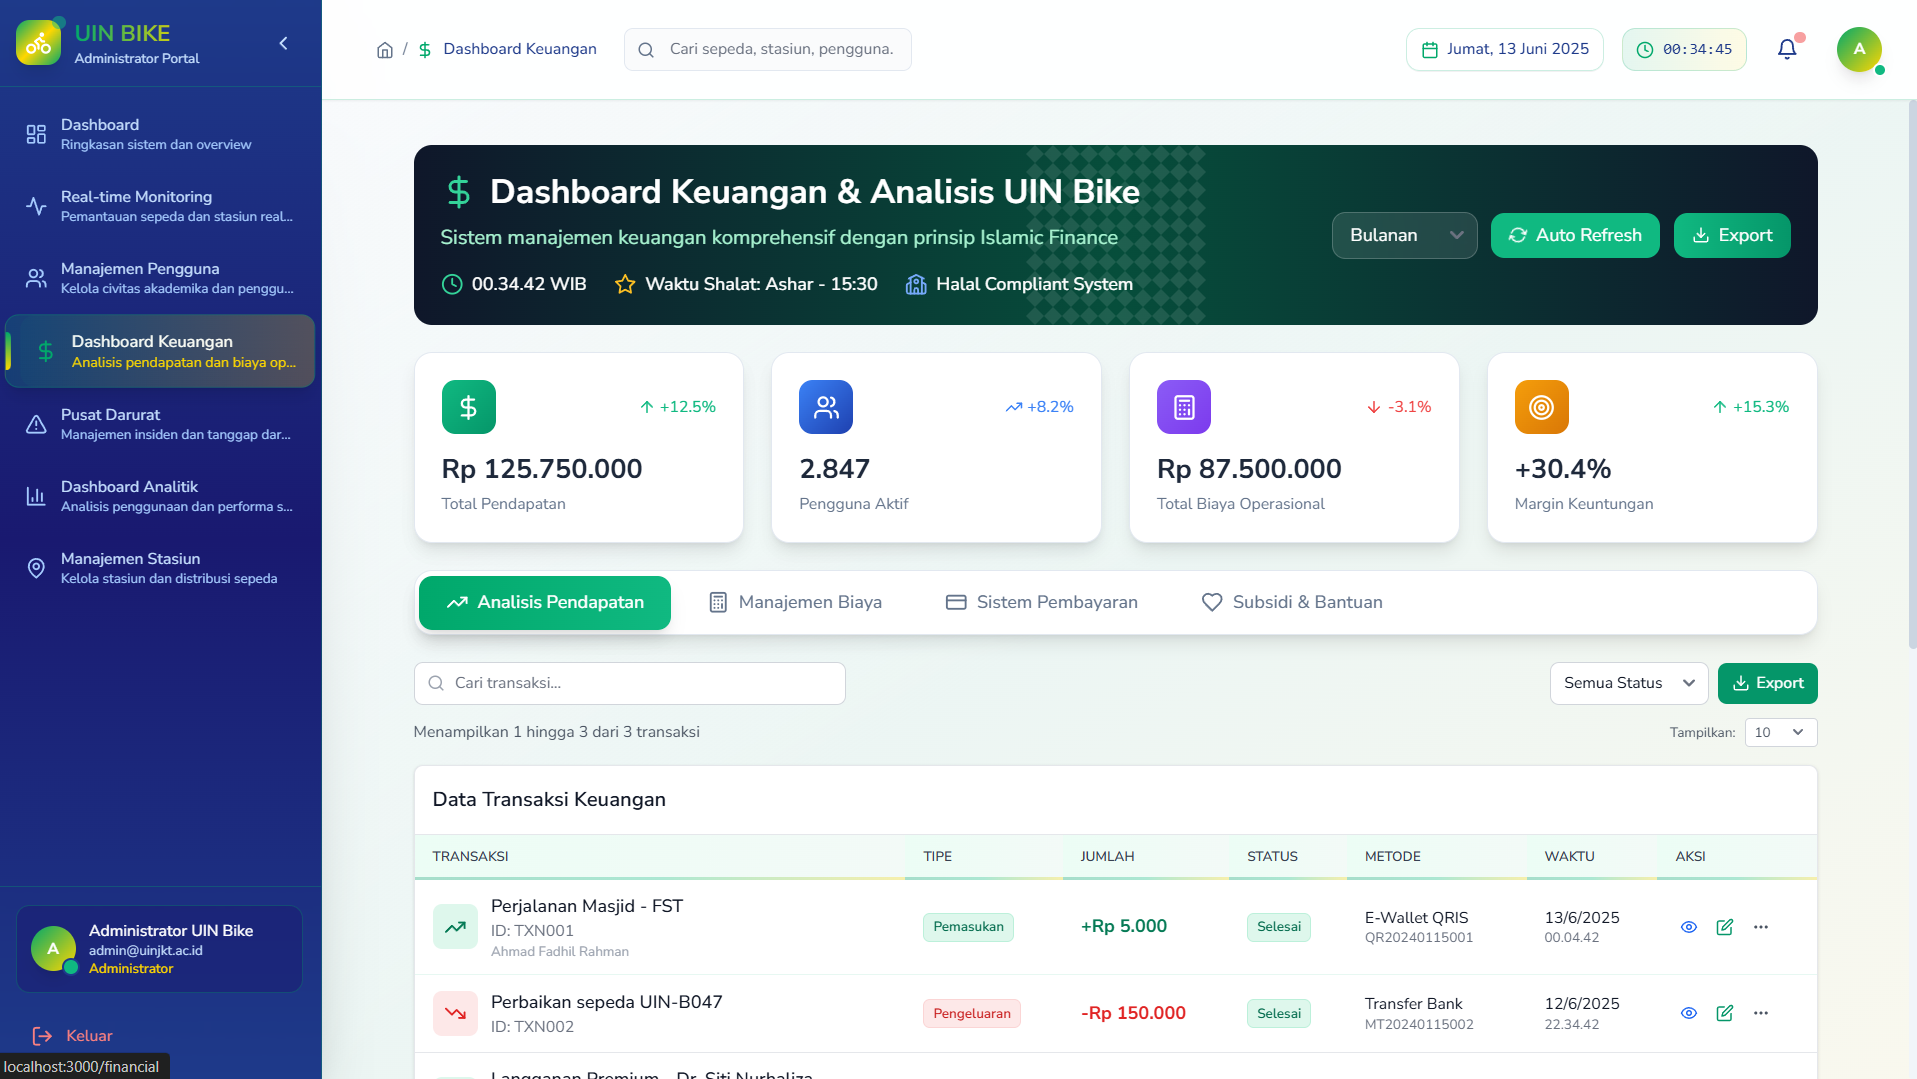 UIN BIKE
Administrator Portal
Dashboard
Ringkasan sistem dan overview
Real-time Monitoring
Pemantauan sepeda dan stasiun real...
Manajemen Pengguna
Kelola civitas akademika dan penggu...
Dashboard Keuangan
Analisis pendapatan dan biaya op...
Pusat Darurat
Manajemen insiden dan tanggap dar...
Dashboard Analitik
Analisis penggunaan dan performa s...
Manajemen Stasiun
Kelola stasiun dan distribusi sepeda
A
Administrator UIN Bike
admin@uinjkt.ac.id
Administrator
Keluar
localhost:3000/financial
/ Dashboard Keuangan
Cari sepeda, stasiun, pengguna.
Jumat, 13 Juni 2025
00:34:45
A
Dashboard Keuangan & Analisis UIN Bike
Sistem manajemen keuangan komprehensif dengan prinsip Islamic Finance
00.34.42 WIB
Waktu Shalat: Ashar - 15:30
Halal Compliant System
Bulanan
Auto Refresh
Export
+12.5%
Rp 125.750.000
Total Pendapatan
+8.2%
2.847
Pengguna Aktif
-3.1%
Rp 87.500.000
Total Biaya Operasional
+15.3%
+30.4%
Margin Keuntungan
Analisis Pendapatan
Manajemen Biaya
Sistem Pembayaran
Subsidi & Bantuan
Cari transaksi...
Semua Status
Export
Menampilkan 1 hingga 3 dari 3 transaksi
Tampilkan: 10
Data Transaksi Keuangan
TRANSAKSI TIPE JUMLAH STATUS METODE WAKTU AKSI
Perjalanan Masjid - FST
ID: TXN001
Ahmad Fadhil Rahman
Pemasukan
+Rp 5.000
Selesai
E-Wallet QRIS
QR20240115001
13/6/2025
00.04.42
Perbaikan sepeda UIN-B047
ID: TXN002
Pengeluaran
-Rp 150.000
Selesai
Transfer Bank
MT20240115002
12/6/2025
22.34.42
Langganan Premium - Dr. Siti Nurhaliza